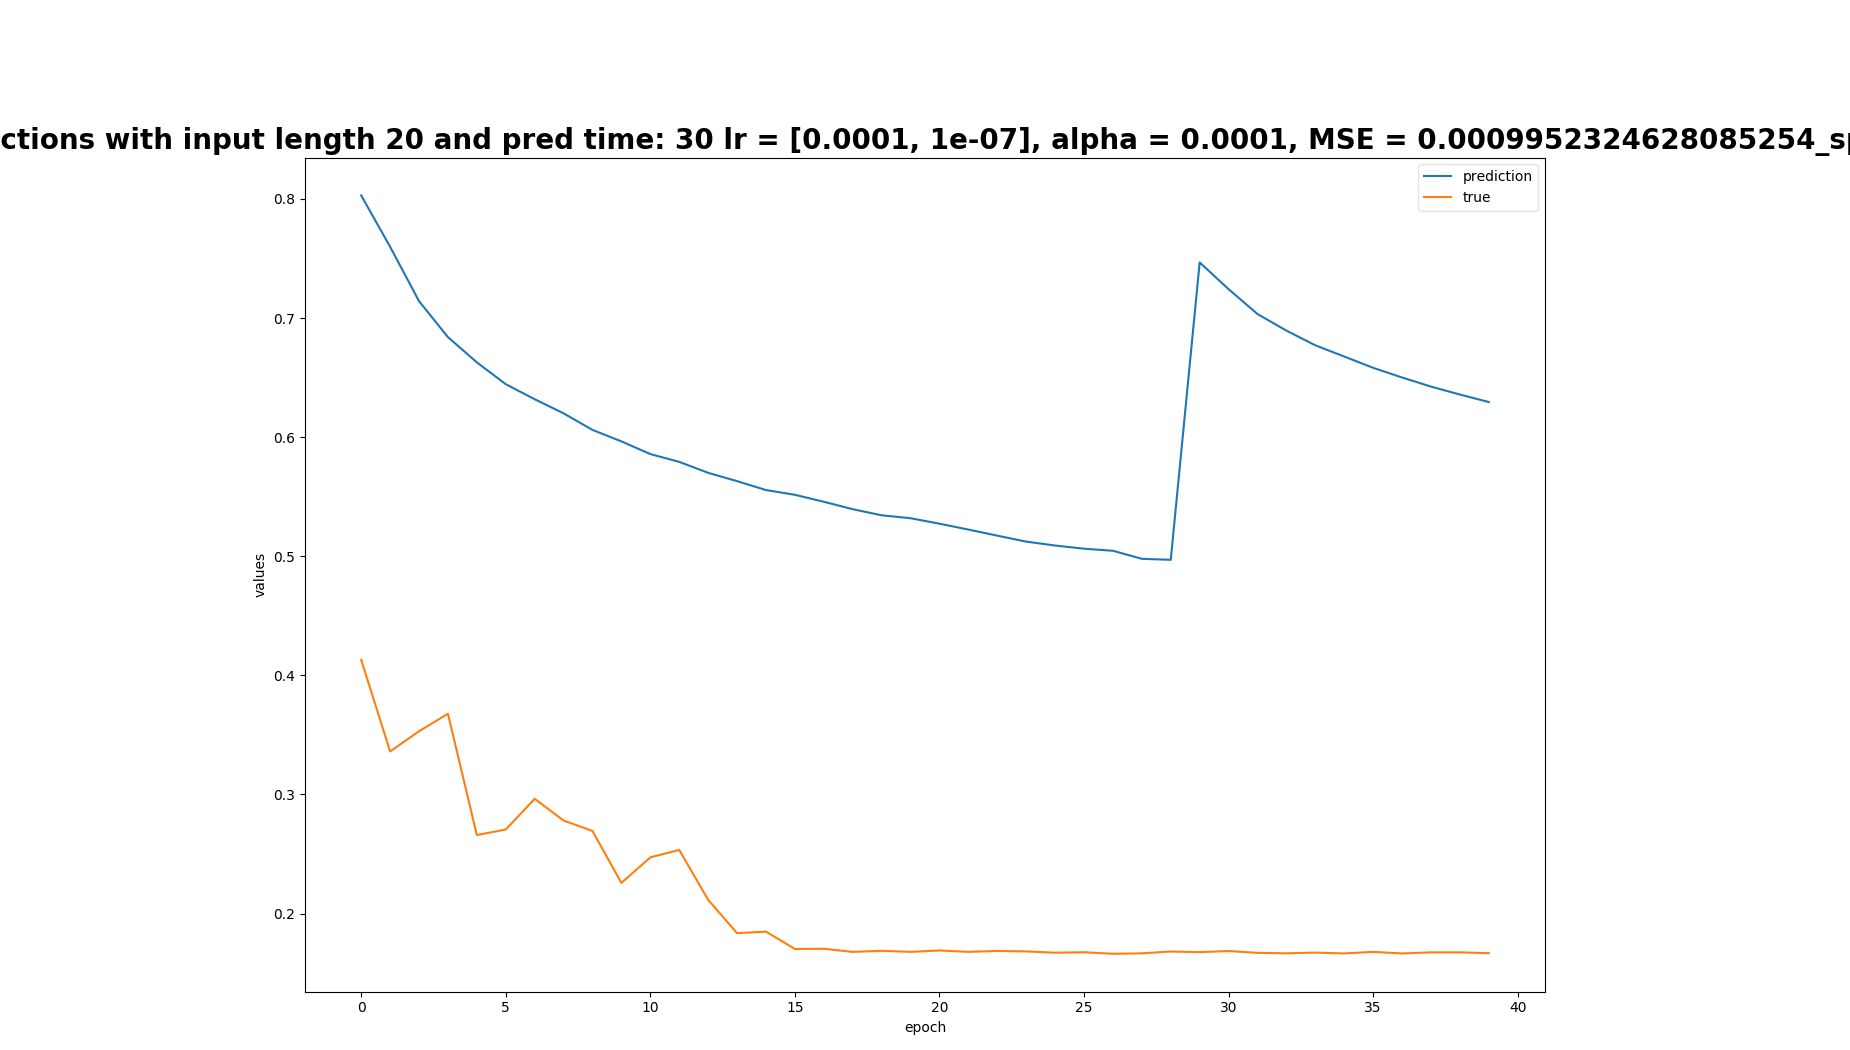 ctions with input length 20 and pred time: 30 lr = [0.0001, 1e-07], alpha = 0.0001, MSE = 0.0009952324628085254_sp
prediction
true
0.8
0.7
0.6
0.5
0.4
0.3
0.2
values
0 5 10 15 20 25 30 35 40
epoch